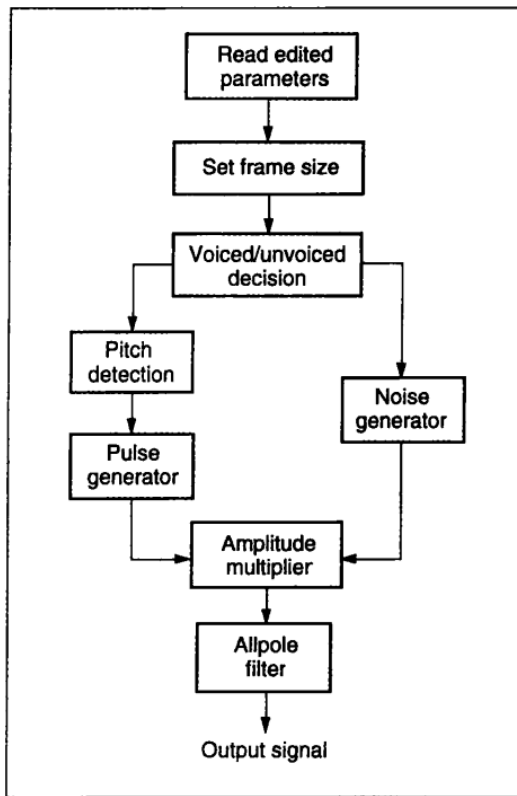 Read edited
parameters
Set frame size
Voiced/unvoiced
decision
Pitch
detection
Noise
generator
Pulse
generator
Amplitude
multiplier
Allpole
filter
Output signal